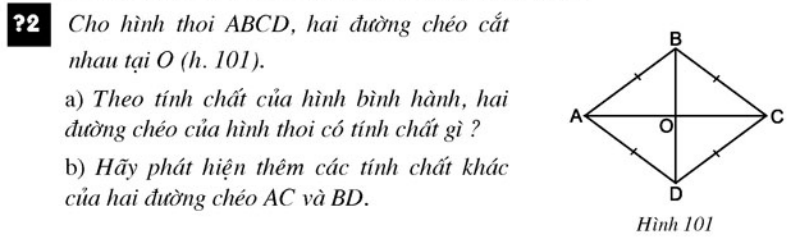 ?2 Cho hình thoi ABCD, hai đường chéo cắt
nhau tại O (h. 101).
a) Theo tính chất của hình bình hành, hai
đường chéo của hình thoi có tính chất gì ?
b) Hãy phát hiện thêm các tính chất khác
của hai đường chéo AC và BD.
B
A
O
C
D
Hình 101